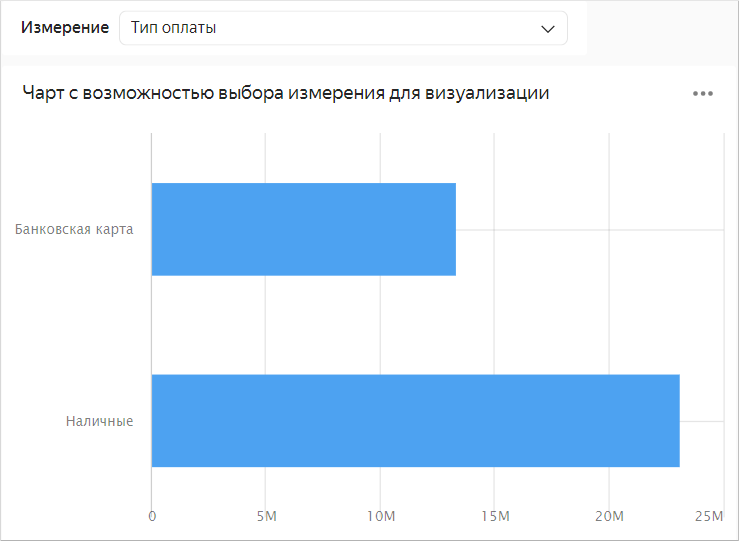 Измерение Тип оплаты
Чарт с возможностью выбора измерения для визуализации
Банковская карта
Наличные
0 5M 10M 15M 20M 25M